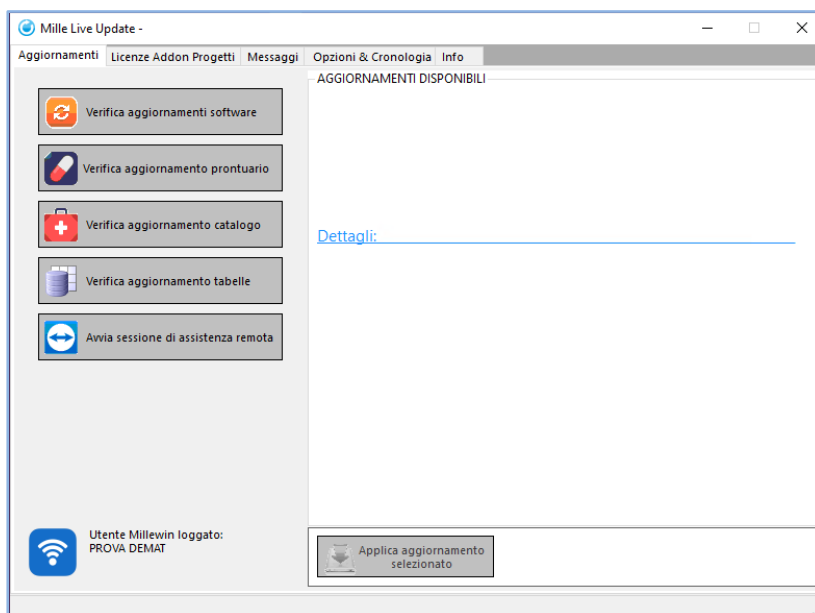 Mille Live Update -
Aggiornamenti Licenze Addon Progetti Messaggi Opzioni & Cronologia Info
AGGIORNAMENTI DISPONIBILI
Verifica aggiornamenti software
Verifica aggiornamento prontuario
Verifica aggiornamento catalogo
Dettagli:
Verifica aggiornamento tabelle
Avvia sessione di assistenza remota
Utente Millewin loggato:
PROVA DEMAT
Applica aggiornamento
selezionato